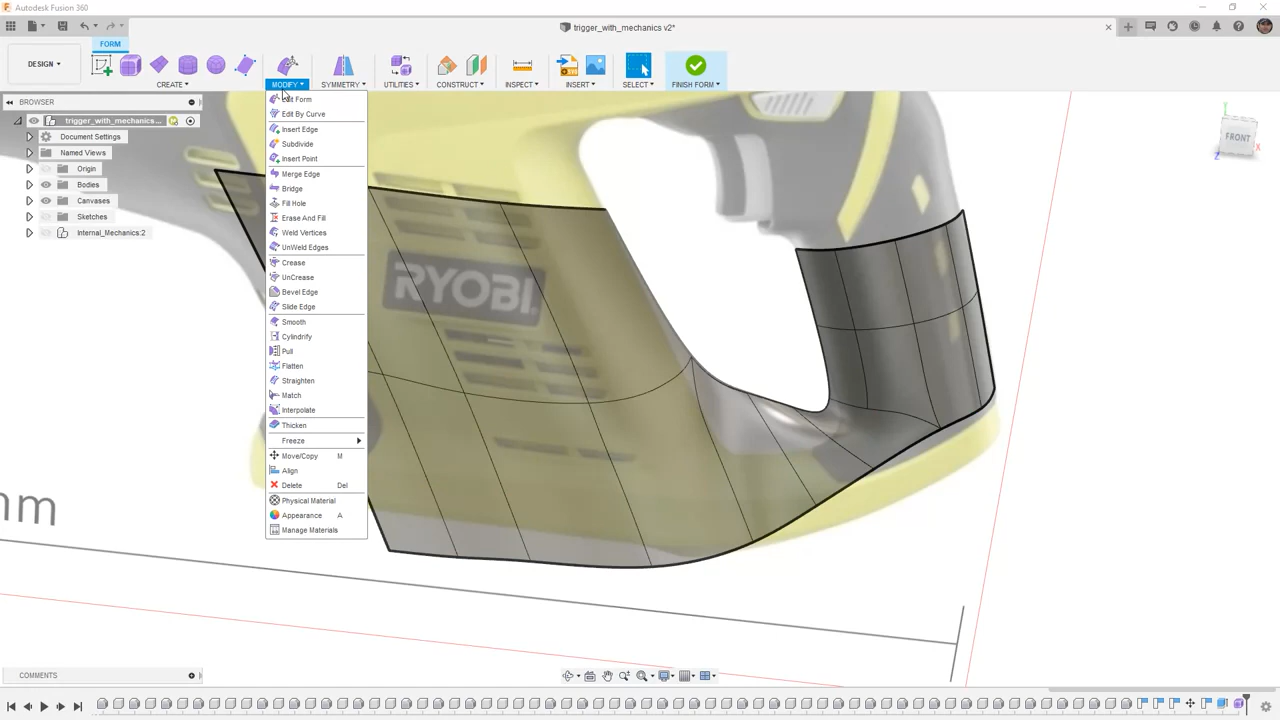 Autodesk Fusion 360
trigger_with_mechanics v2*
FORM
DESIGN
CREATE
MODIFY
SYMMETRY
UTILITIES
CONSTRUCT
INSPECT
INSERT
SELECT
FINISH FORM
BROWSER
trigger_with_mechanics...
Document Settings
Named Views
Origin
Bodies
Canvases
Sketches
Internal_Mechanics:2
Edit By Curve
Insert Edge
Subdivide
Insert Point
Merge Edge
Bridge
Fill Hole
Erase And Fill
Weld Vertices
UnWeld Edges
Crease
UnCrease
Bevel Edge
Slide Edge
Smooth
Cylindrify
Pull
Flatten
Straighten
Match
Interpolate
Thicken
Freeze
Move/Copy M
Align
Delete Del
Physical Material
Appearance A
Manage Materials
RYOBI
FRONT
Y
X
Z
mm
COMMENTS